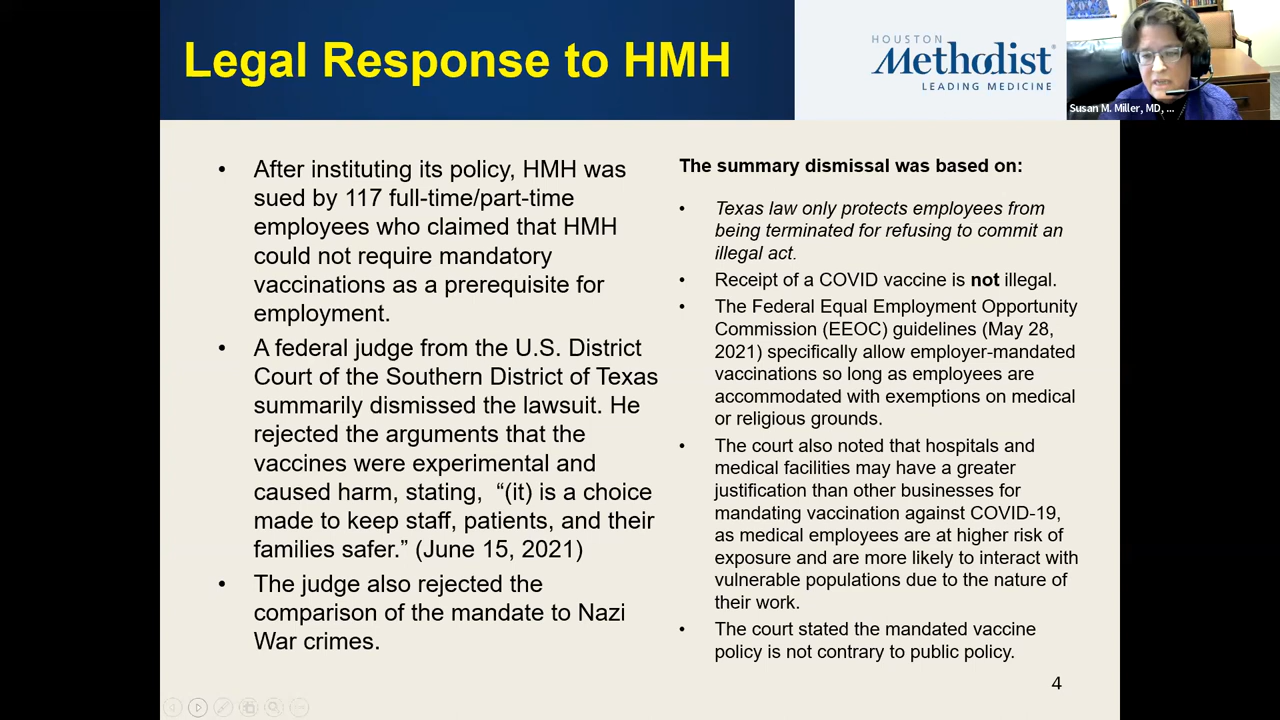 Legal Response to HMH
HOUSTON
Methodist
LEADING MEDICINE
Susan M. Miller, MD, ...
• After instituting its policy, HMH was
sued by 117 full-time/part-time
employees who claimed that HMH
could not require mandatory
vaccinations as a prerequisite for
employment.
• A federal judge from the U.S. District
Court of the Southern District of Texas
summarily dismissed the lawsuit. He
rejected the arguments that the
vaccines were experimental and
caused harm, stating, “(it) is a choice
made to keep staff, patients, and their
families safer.” (June 15, 2021)
• The judge also rejected the
comparison of the mandate to Nazi
War crimes.
The summary dismissal was based on:
• Texas law only protects employees from
being terminated for refusing to commit an
illegal act.
• Receipt of a COVID vaccine is not illegal.
• The Federal Equal Employment Opportunity
Commission (EEOC) guidelines (May 28,
2021) specifically allow employer-mandated
vaccinations so long as employees are
accommodated with exemptions on medical
or religious grounds.
• The court also noted that hospitals and
medical facilities may have a greater
justification than other businesses for
mandating vaccination against COVID-19,
as medical employees are at higher risk of
exposure and are more likely to interact with
vulnerable populations due to the nature of
their work.
• The court stated the mandated vaccine
policy is not contrary to public policy.
4